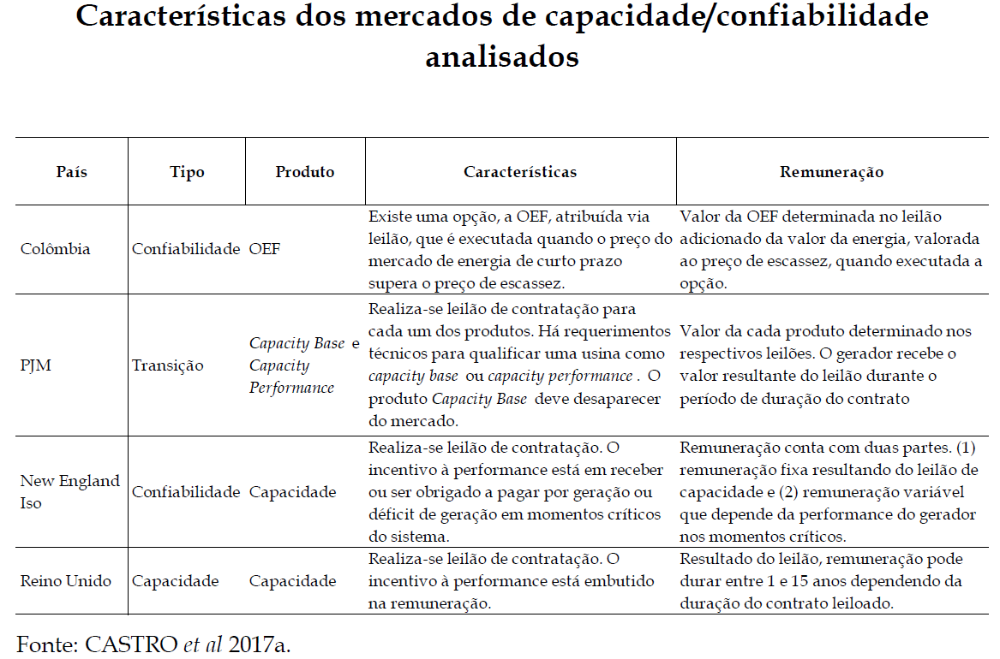 Características dos mercados de capacidade/confiabilidade
analisados
País
Tipo
Produto
Características
Remuneração
Colômbia
Confiabilidade
OEF
Existe uma opção, a OEF, atribuída via
leilão, que é executada quando o preço do
mercado de energia de curto prazo
supera o preço de escassez.
Valor da OEF determinada no leilão
adicionado da valor da energia, valorada
ao preço de escassez, quando executada a
opção.
PJM
Transição
Capacity Base e
Capacity
Performance
Realiza-se leilão de contratação para
cada um dos produtos. Há requerimentos
técnicos para qualificar uma usina como
capacity base ou capacity performance . O
produto Capacity Base deve desaparecer
do mercado.
Valor da cada produto determinado nos
respectivos leilões. O gerador recebe o
valor resultante do leilão durante o
período de duração do contrato
New England
Iso
Confiabilidade
Capacidade
Realiza-se leilão de contratação. O
incentivo à performance está em receber
ou ser obrigado a pagar por geração ou
déficit de geração em momentos críticos
do sistema.
Remuneração conta com duas partes. (1)
remuneração fixa resultando do leilão de
capacidade e (2) remuneração variável
que depende da performance do gerador
nos momentos críticos.
Reino Unido
Capacidade
Capacidade
Realiza-se leilão de contratação. O
incentivo à performance está embutido
na remuneração.
Resultado do leilão, remuneração pode
durar entre 1 e 15 anos dependendo da
duração do contrato leiloado.
Fonte: CASTRO et al 2017a.